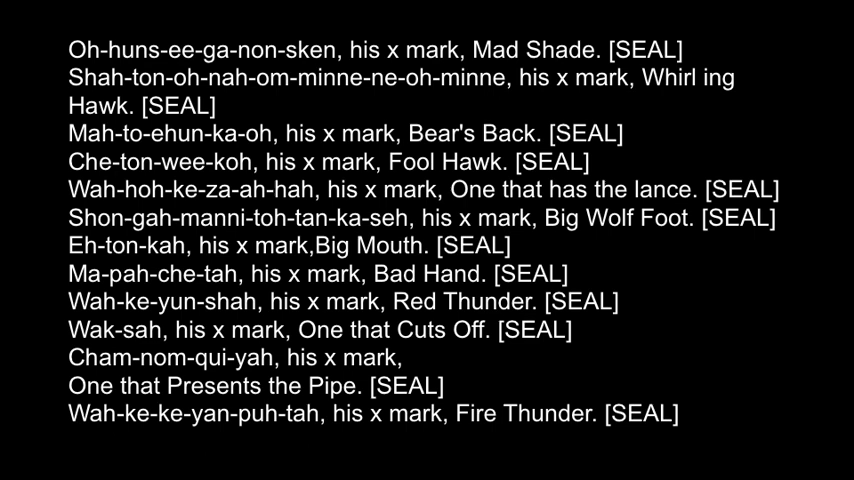 Oh-huns-ee-ga-non-sken, his x mark, Mad Shade. [SEAL]
Shah-ton-oh-nah-om-minne-ne-oh-minne, his x mark, Whirl ing
Hawk. [SEAL]
Mah-to-ehun-ka-oh, his x mark, Bear's Back. [SEAL]
Che-ton-wee-koh, his x mark, Fool Hawk. [SEAL]
Wah-hoh-ke-za-ah-hah, his x mark, One that has the lance. [SEAL]
Shon-gah-manni-toh-tan-ka-seh, his x mark, Big Wolf Foot. [SEAL]
Eh-ton-kah, his x mark,Big Mouth. [SEAL]
Ma-pah-che-tah, his x mark, Bad Hand. [SEAL]
Wah-ke-yun-shah, his x mark, Red Thunder. [SEAL]
Wak-sah, his x mark, One that Cuts Off. [SEAL]
Cham-nom-qui-yah, his x mark,
One that Presents the Pipe. [SEAL]
Wah-ke-ke-yan-puh-tah, his x mark, Fire Thunder. [SEAL]